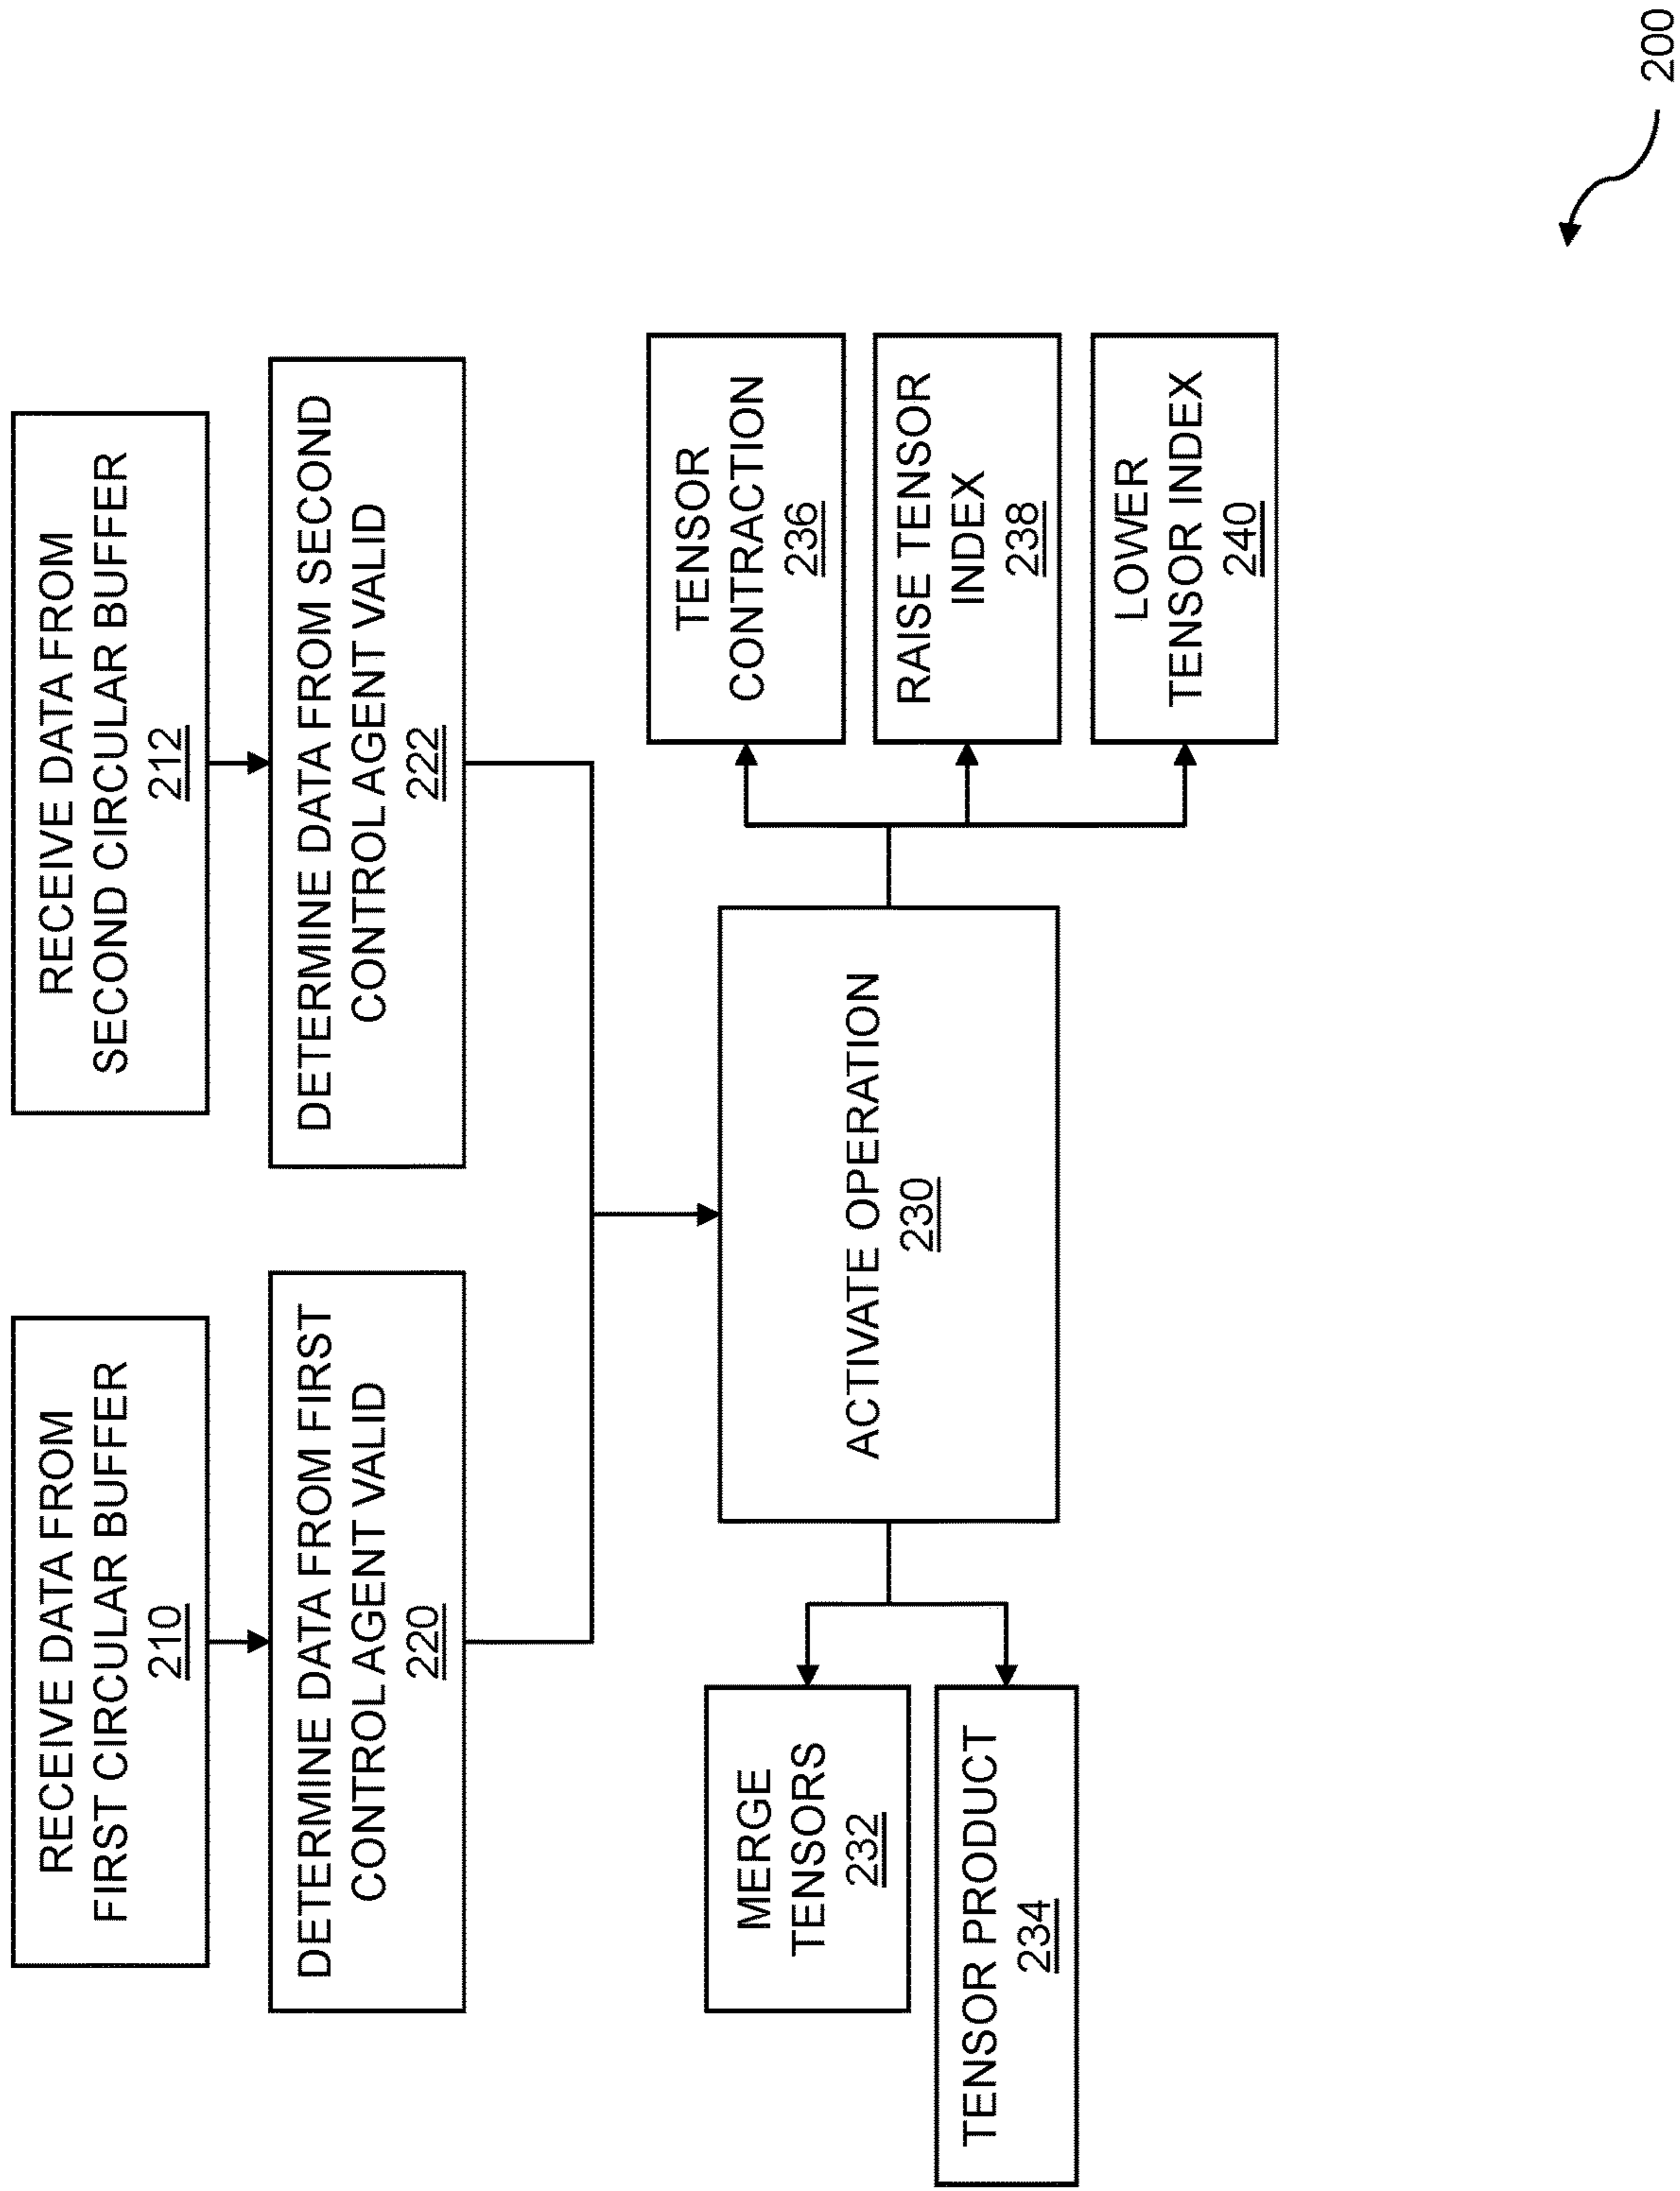 RECEIVE DATA FROM
FIRST CIRCULAR BUFFER
210
RECEIVE DATA FROM
SECOND CIRCULAR BUFFER
212
DETERMINE DATA FROM FIRST
CONTROL AGENT VALID
220
DETERMINE DATA FROM SECOND
CONTROL AGENT VALID
222
ACTIVATE OPERATION
230
MERGE
TENSORS
232
TENSOR PRODUCT
234
TENSOR
CONTRACTION
236
RAISE TENSOR
INDEX
238
LOWER
TENSOR INDEX
240
200